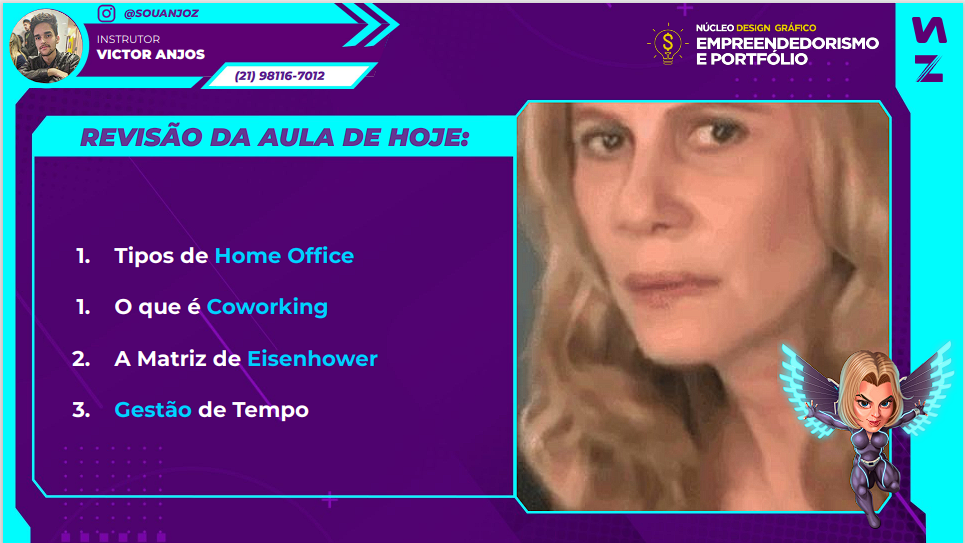 @SOUANJOZ
INSTRUTOR
VICTOR ANJOS
(21) 98116-7012
NÚCLEO DESIGN GRÁFICO
EMPREENDEDORISMO
E PORTFÓLIO
REVISÃO DA AULA DE HOJE:
1. Tipos de Home Office
1. O que é Coworking
2. A Matriz de Eisenhower
3. Gestão de Tempo